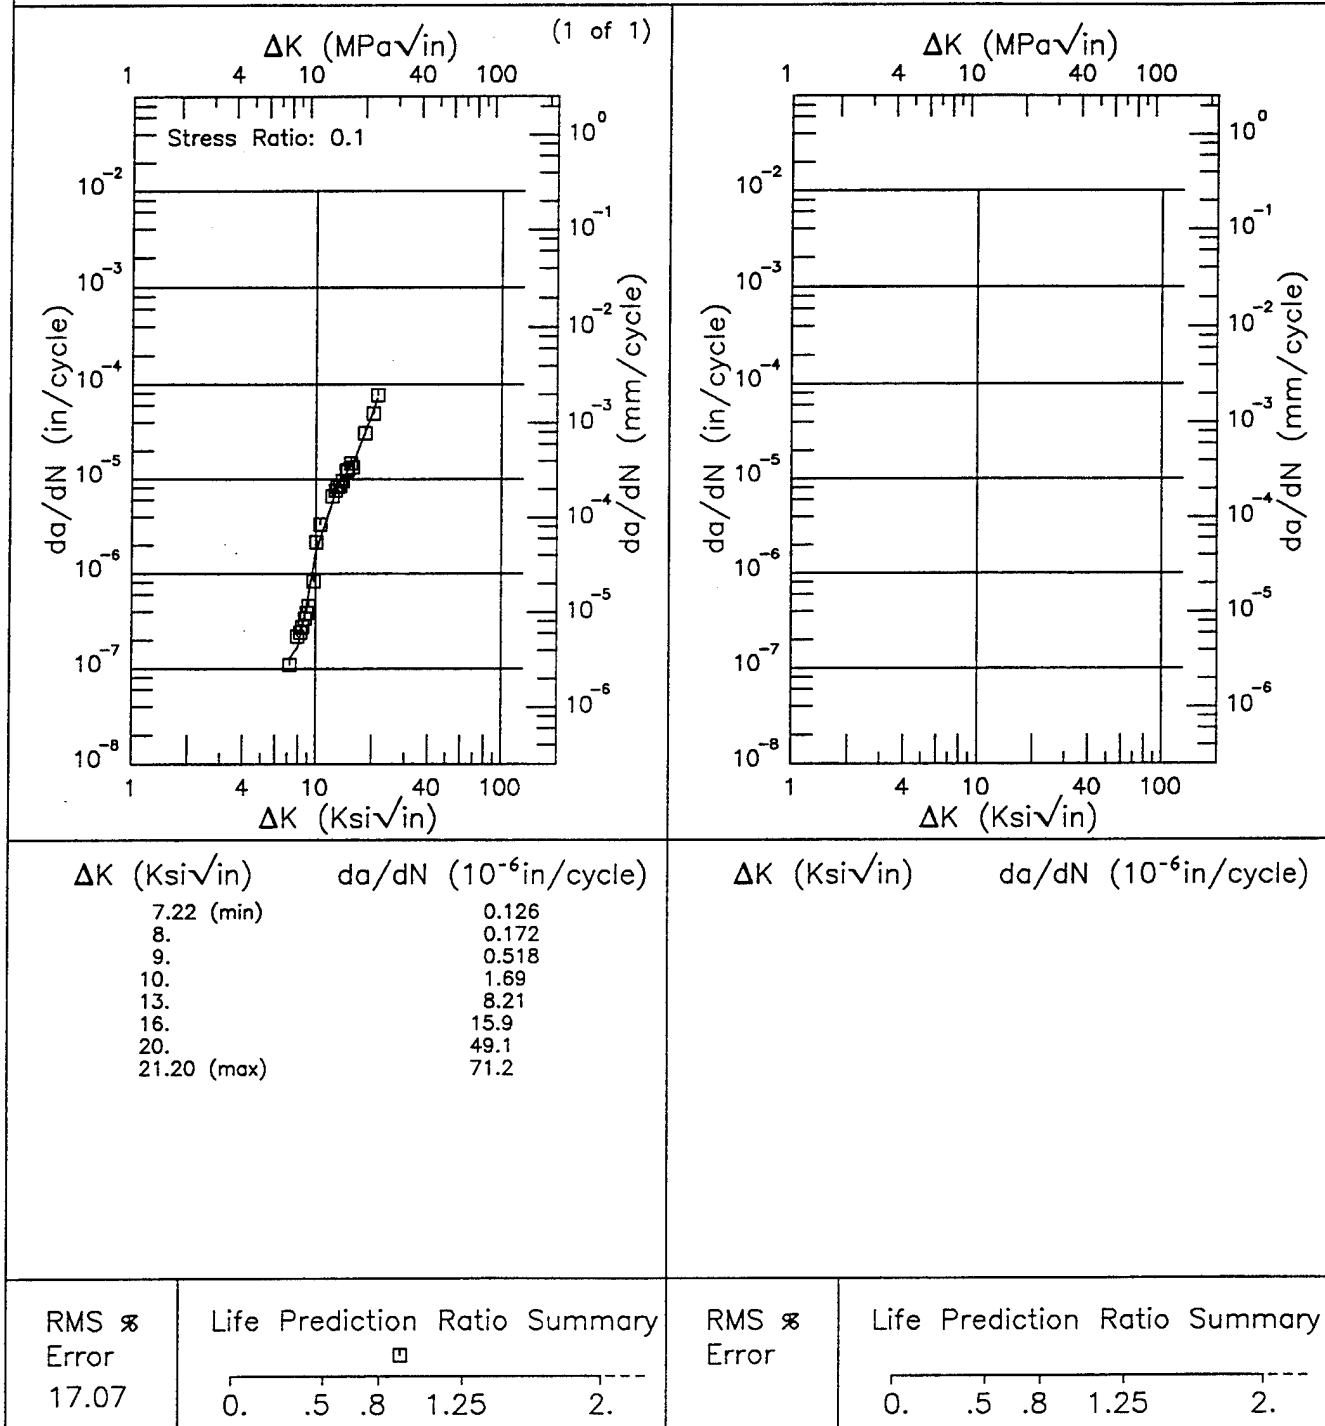 (1 of 1)
ΔK (MPa√in)
1 4 10 40 100
Stress Ratio: 0.1
10⁰
10⁻²
10⁻¹
10⁻³
10⁻²
10⁻⁴
10⁻³
10⁻⁵
10⁻⁴
10⁻⁶
10⁻⁵
10⁻⁷
10⁻⁶
10⁻⁸
da/dN (in/cycle)
da/dN (mm/cycle)
1 4 10 40 100
ΔK (Ksi√in)
ΔK (MPa√in)
1 4 10 40 100
10⁰
10⁻²
10⁻¹
10⁻³
10⁻²
10⁻⁴
10⁻³
10⁻⁵
10⁻⁴
10⁻⁶
10⁻⁵
10⁻⁷
10⁻⁶
10⁻⁸
da/dN (in/cycle)
da/dN (mm/cycle)
1 4 10 40 100
ΔK (Ksi√in)
ΔK (Ksi√in) da/dN (10⁻⁶in/cycle)
7.22 (min) 0.126
8. 0.172
9. 0.518
10. 1.69
13. 8.21
16. 15.9
20. 49.1
21.20 (max) 71.2
ΔK (Ksi√in) da/dN (10⁻⁶in/cycle)
RMS %
Error
17.07
Life Prediction Ratio Summary
0. .5 .8 1.25 2.
RMS %
Error
Life Prediction Ratio Summary
0. .5 .8 1.25 2.